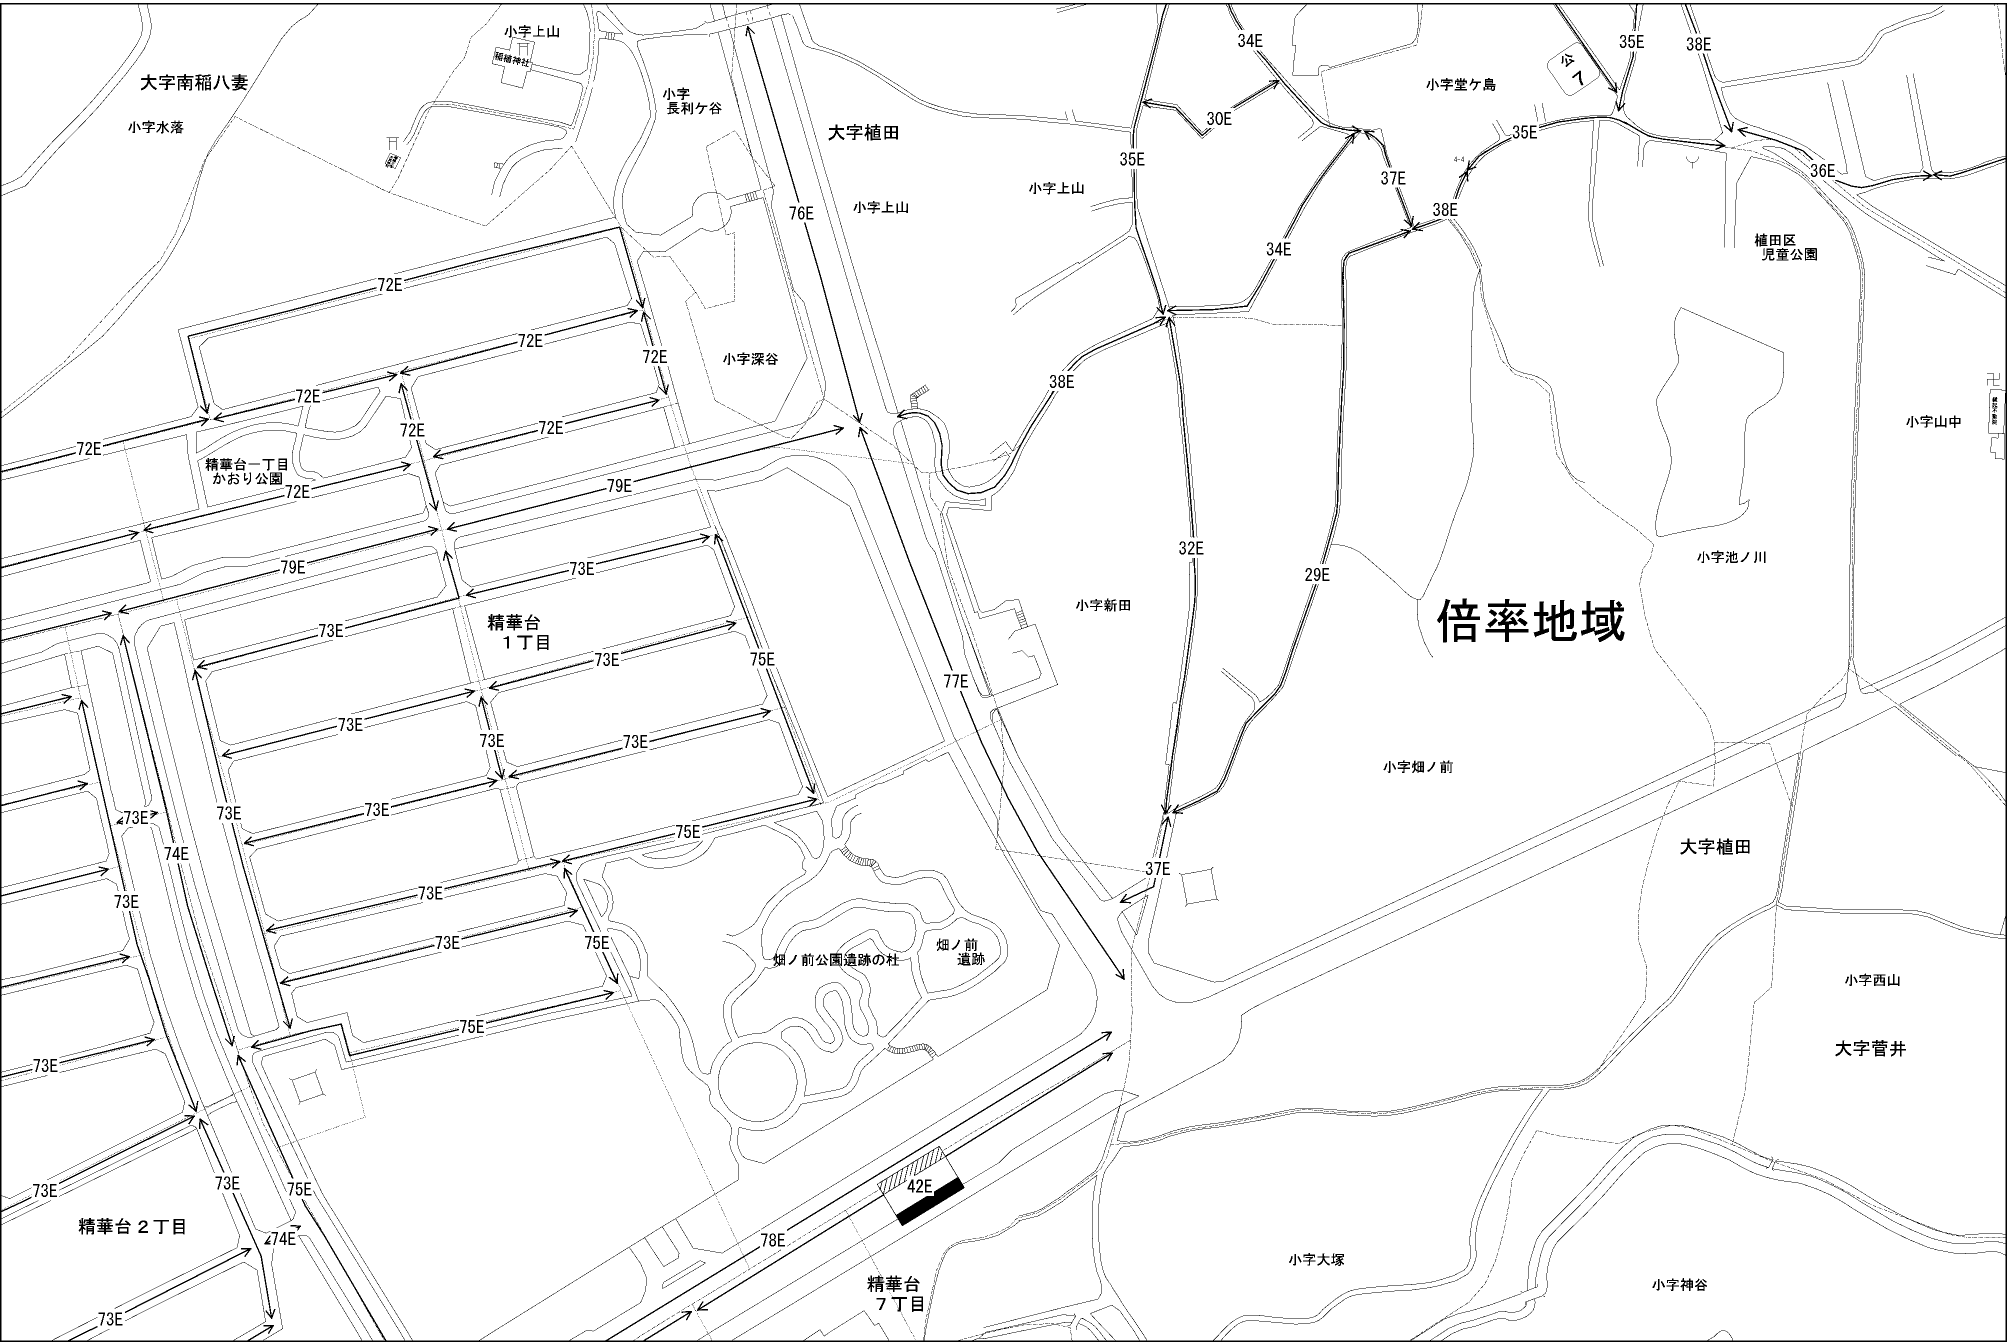 小字上山
稲植神社
34E
35E
38E
公
7
大字南稲八妻
小字
長利ケ谷
小字堂ケ島
30E
小字水落
大字植田
35E
35E
4-4
36E
37E
小字上山
小字上山
76E
38E
34E
植田区
児童公園
72E
72E
72E
小字深谷
38E
72E
小字山中
72E
72E
72E
精華台一丁目
かおり公園
79E
72E
32E
小字池ノ川
79E
73E
29E
小字新田
倍率地域
精華台
1丁目
73E
73E
75E
77E
73E
73E
73E
小字畑ノ前
73E
73E
73E
75E
大字植田
74E
37E
73E
73E
73E
75E
畑ノ前
遺跡
畑ノ前公園遺跡の杜
小字西山
75E
大字菅井
73E
42E
73E
73E
75E
精華台2丁目
74E
78E
小字大塚
精華台
7丁目
小字神谷
73E